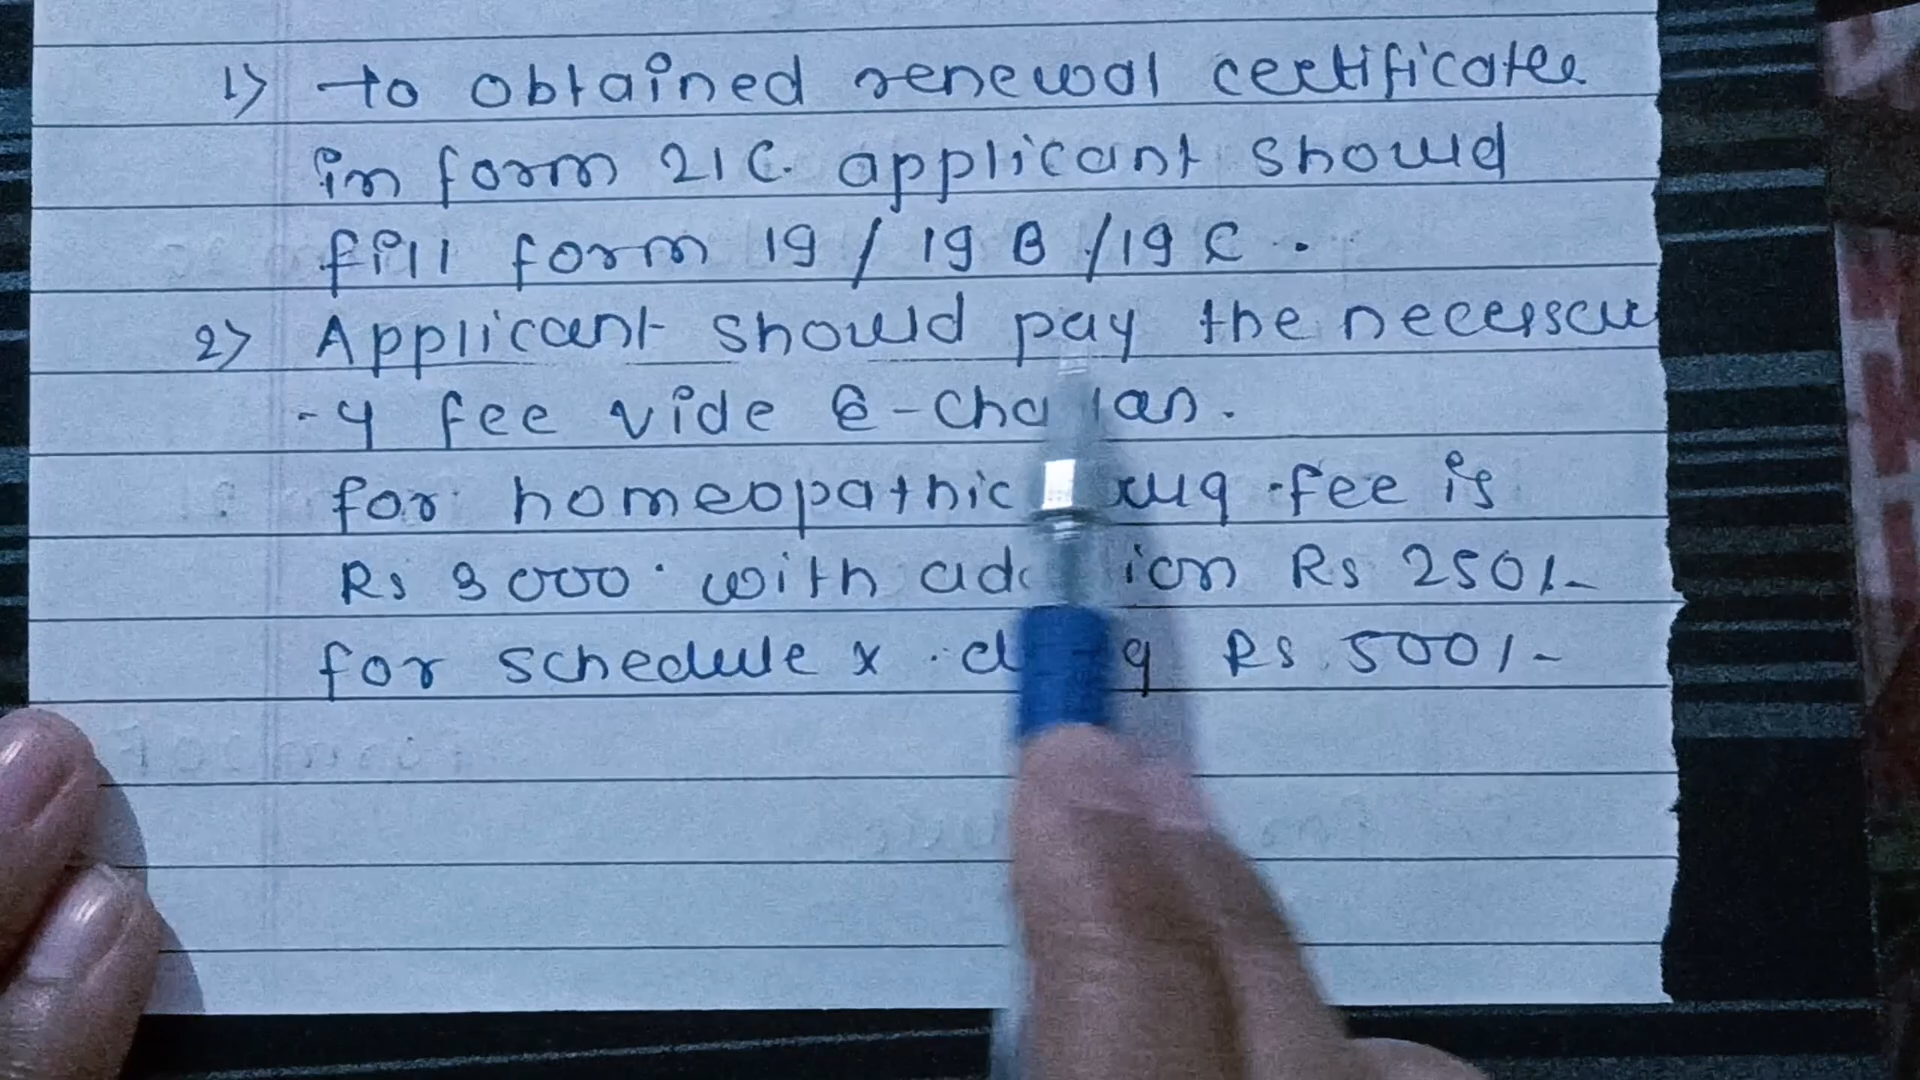 1) to obtained renewal certificate
in form 21C. applicant should
fill form 19 / 19 B /19 C .
2) Applicant should pay the necessar
-y fee vide e-cha lan.
for homeopathic fee is
Rs 3000 with Rs 250/-
for schedule x Rs 500/-